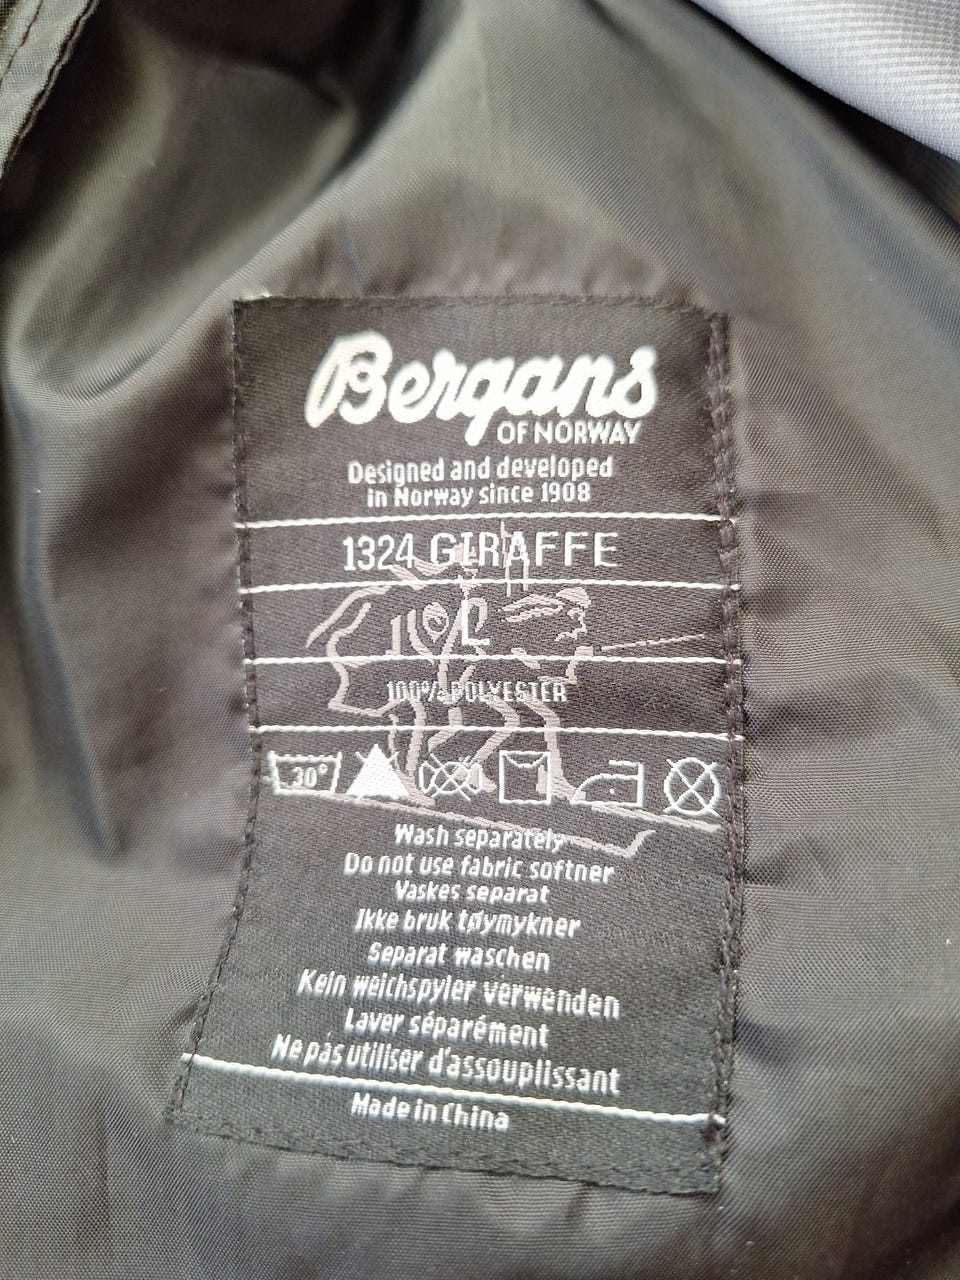 Bergans
OF NORWAY
Designed and developed
in Norway since 1908
1324 GIRAFFE
L
100% POLYESTER
30°
Wash separately
Do not use fabric softner
Vaskes separat
Ikke bruk tøymykner
Separat waschen
Kein weichspyler verwenden
Laver séparément
Ne pas utiliser d'assouplissant
Made in China